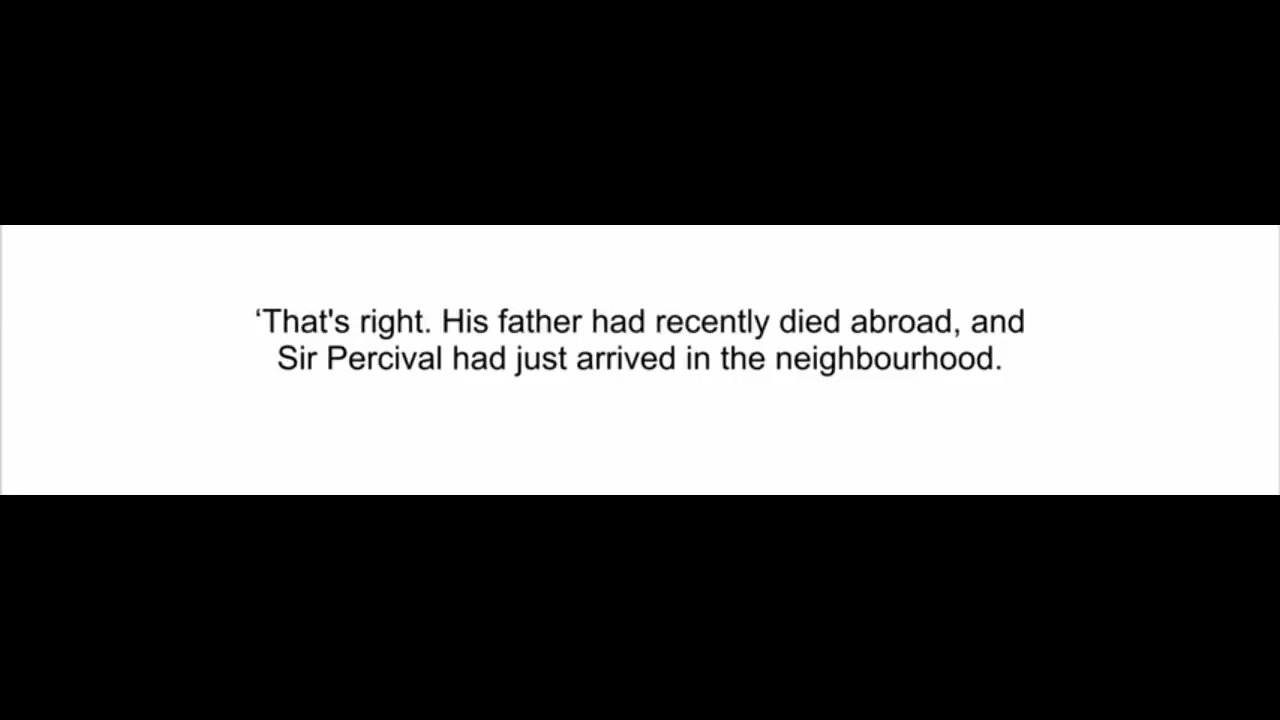 ‘That's right. His father had recently died abroad, and
Sir Percival had just arrived in the neighbourhood.